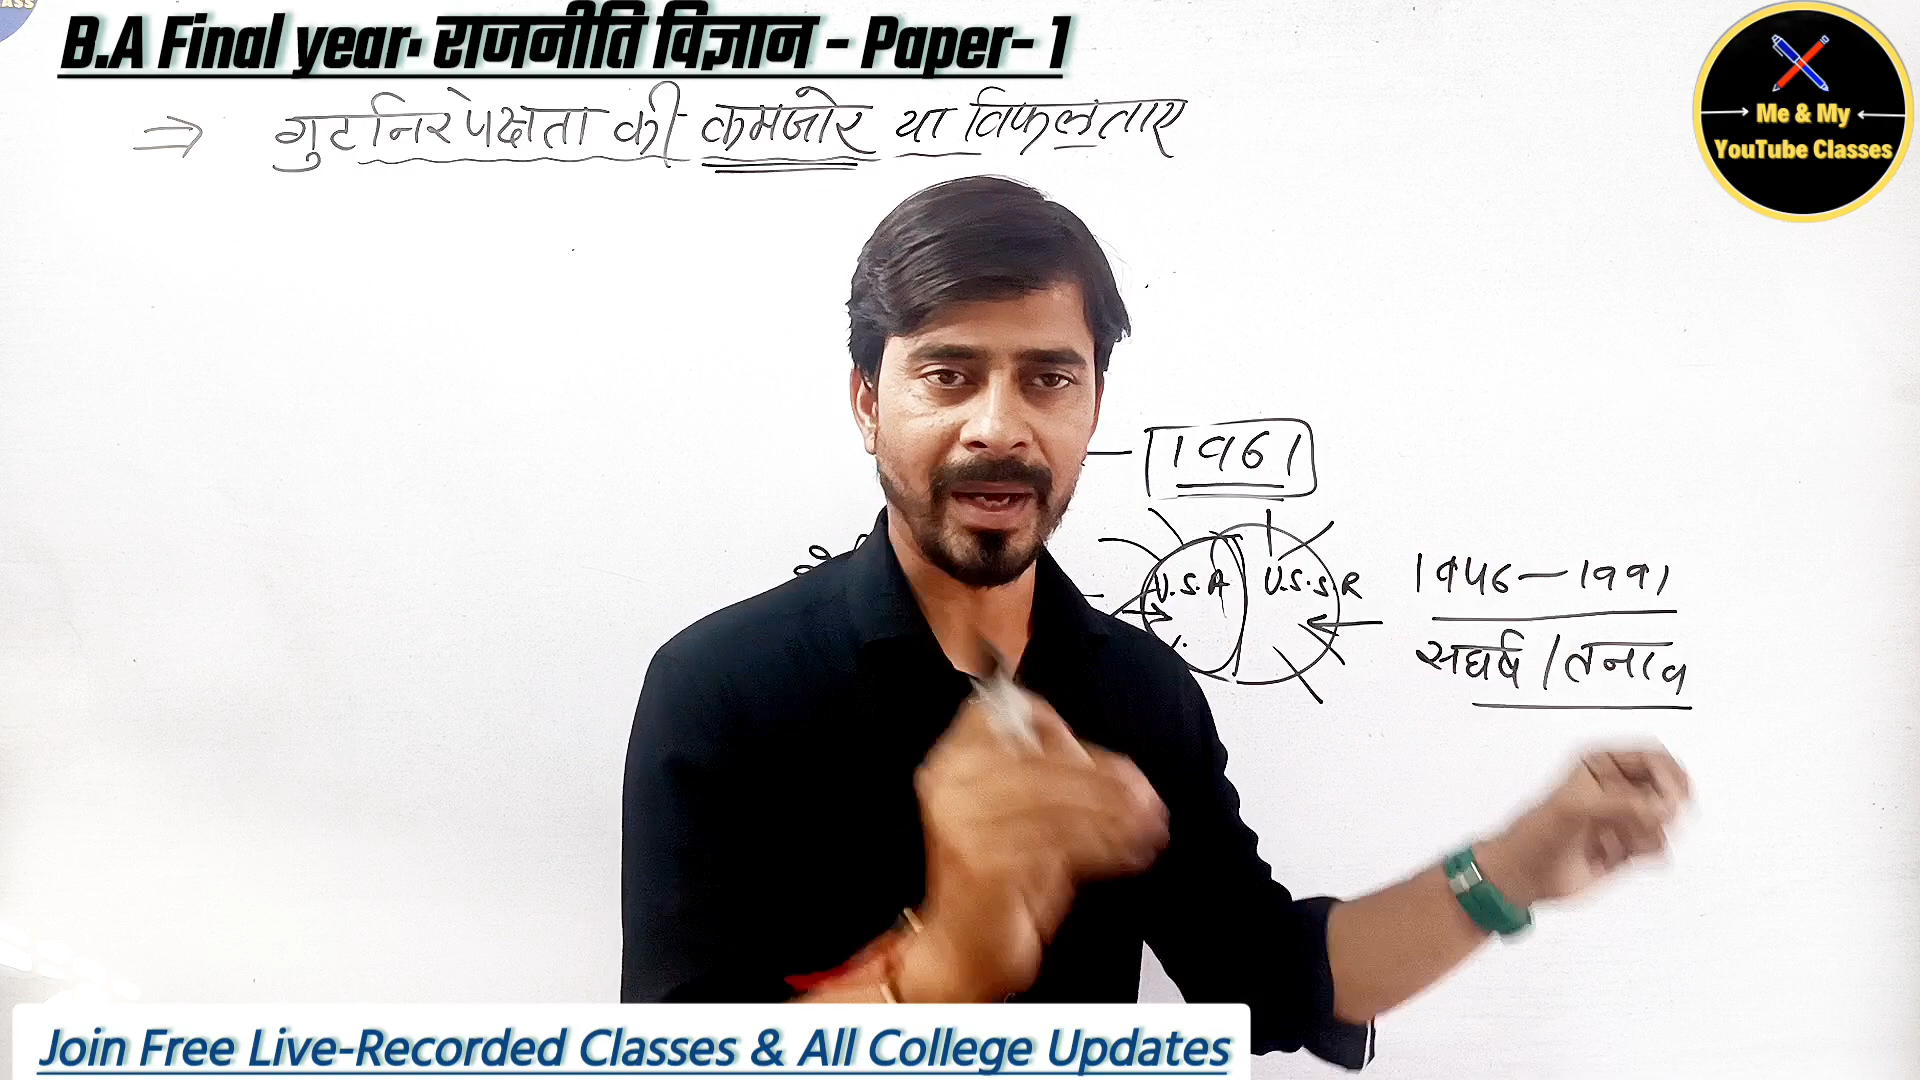 B.A Final year. राजनीति विज्ञान - Paper- 1
Me & My
YouTube Classes
⇒ गुटनिरपेक्षता की कमजोर या विफलताए
1961
U.S.A U.S.S.R
1946-1991
सघर्ष / तनाव
Join Free Live-Recorded Classes & All College Updates